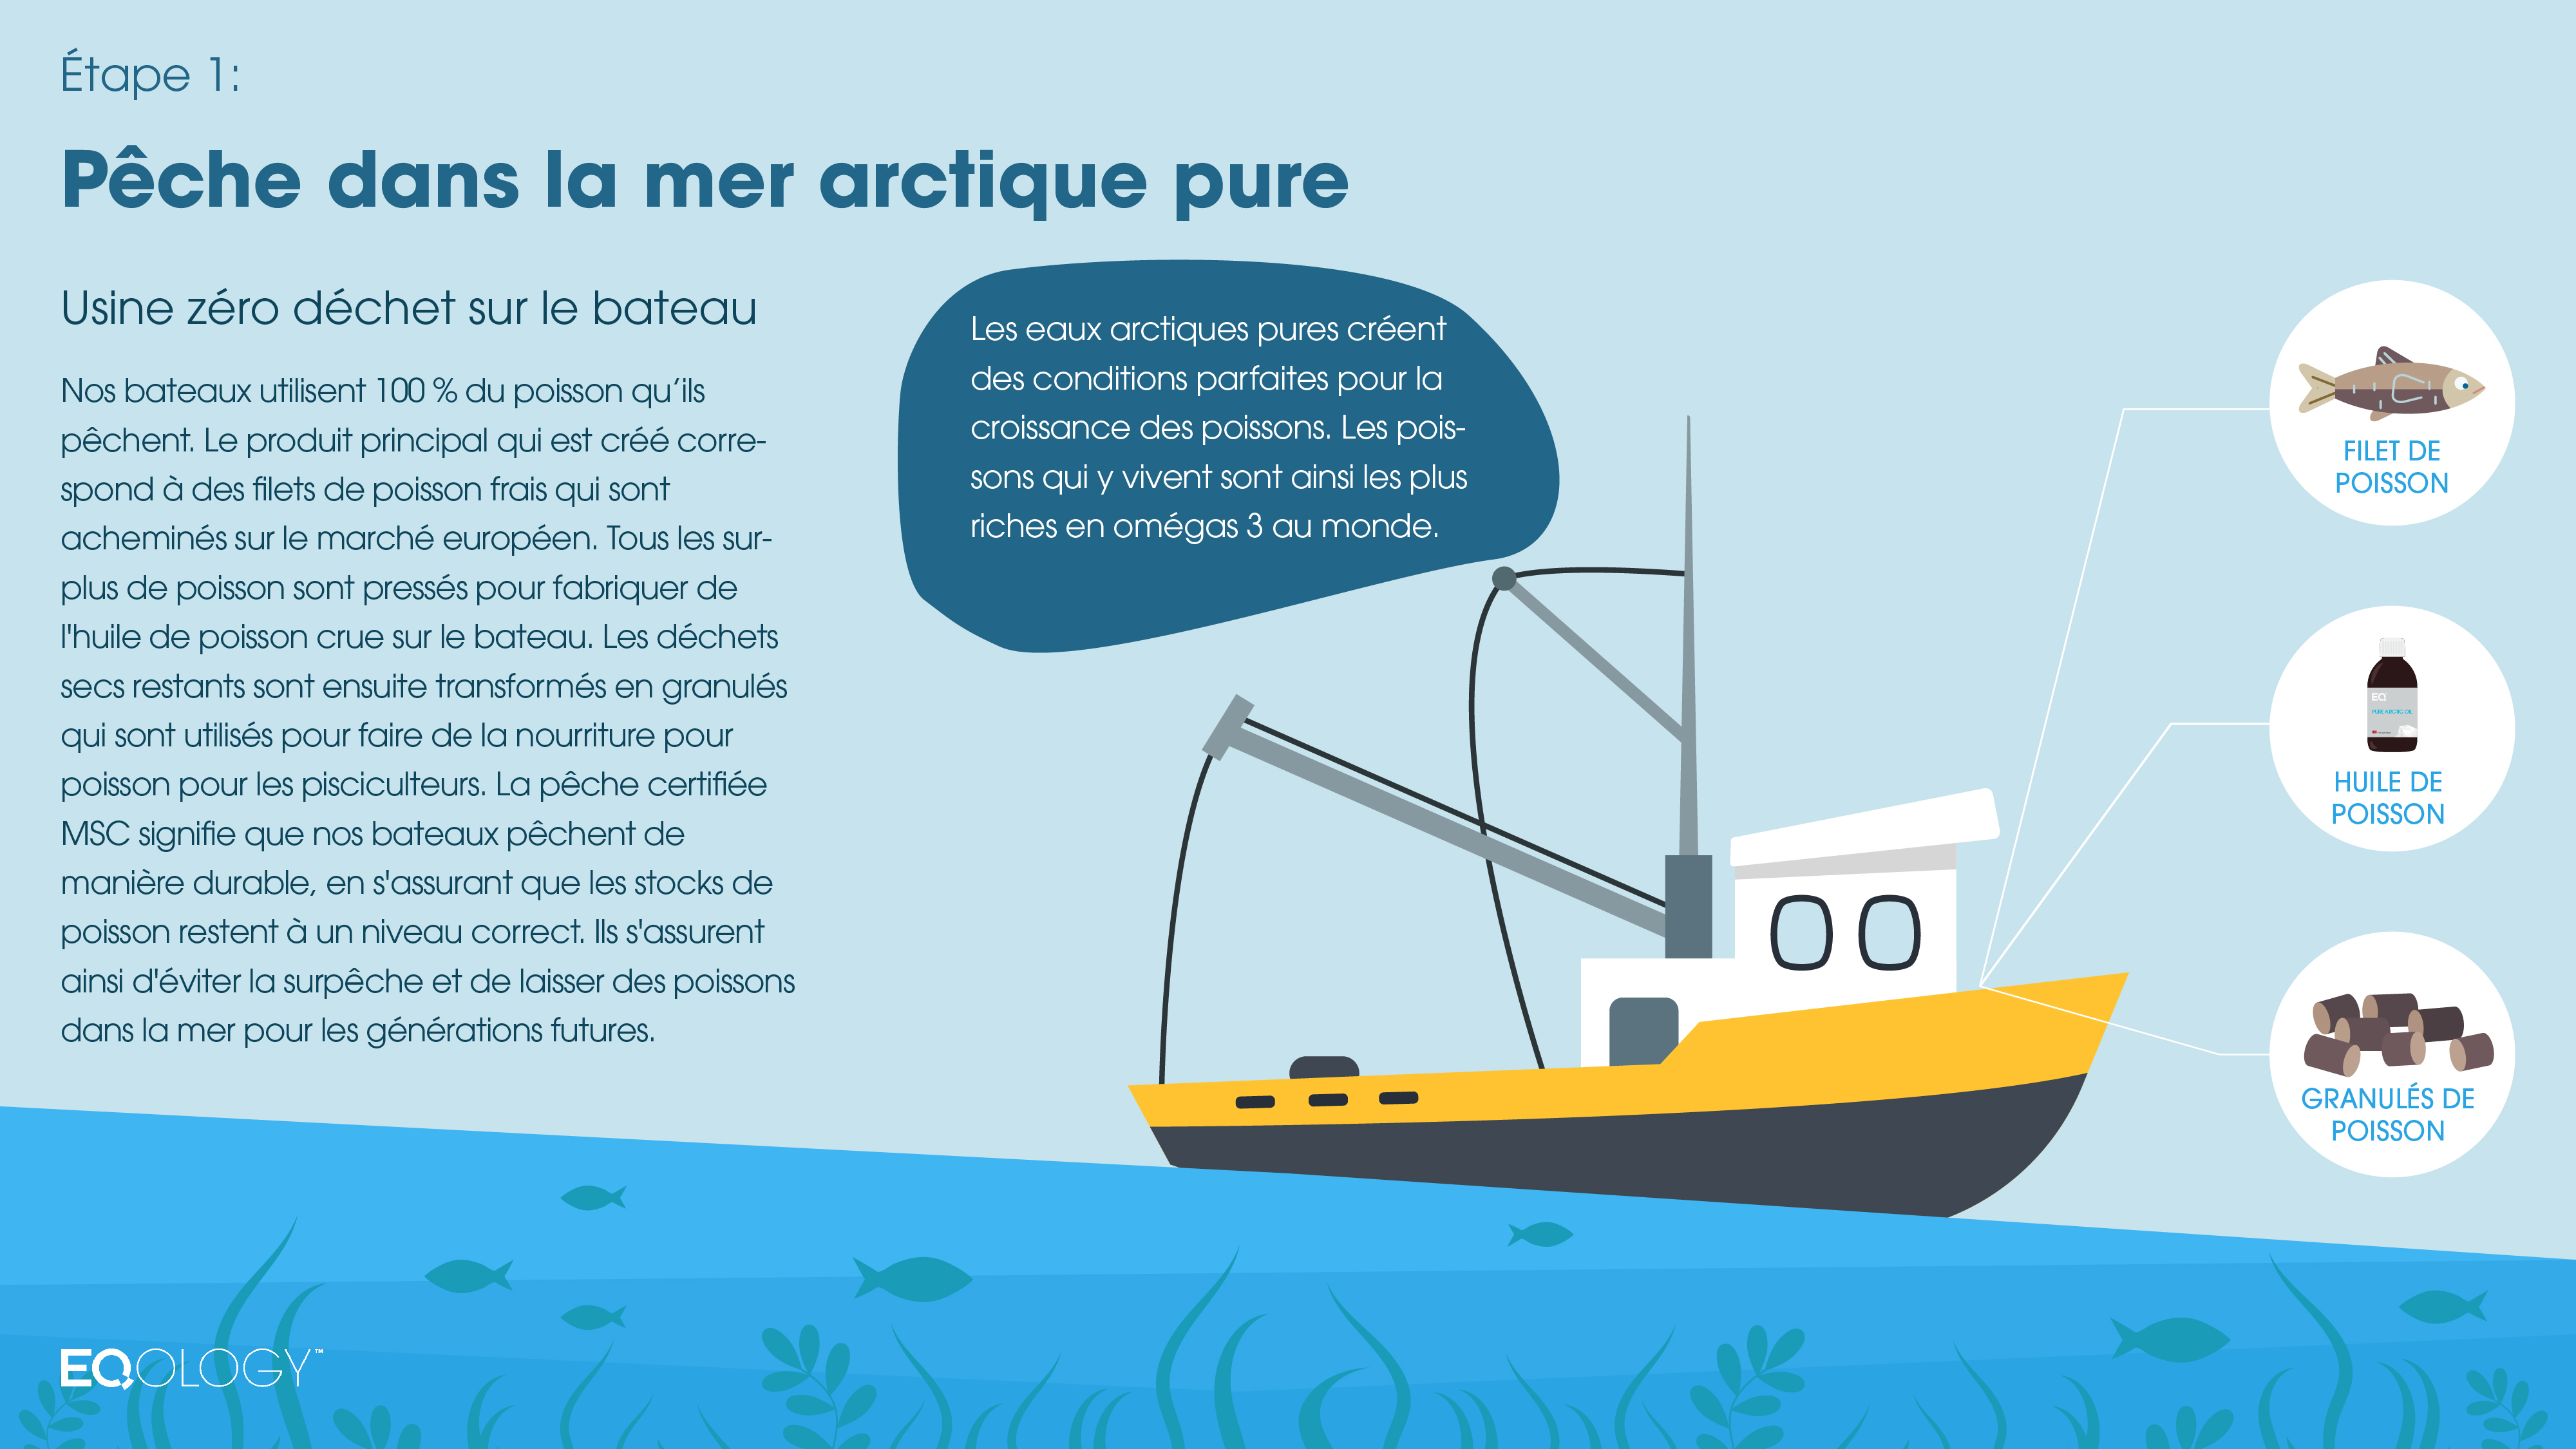 Étape 1:
Pêche dans la mer arctique pure
Usine zéro déchet sur le bateau
Nos bateaux utilisent 100 % du poisson qu’ils
pêchent. Le produit principal qui est créé corre-
spond à des filets de poisson frais qui sont
acheminés sur le marché européen. Tous les sur-
plus de poisson sont pressés pour fabriquer de
l'huile de poisson crue sur le bateau. Les déchets
secs restants sont ensuite transformés en granulés
qui sont utilisés pour faire de la nourriture pour
poisson pour les pisciculteurs. La pêche certifiée
MSC signifie que nos bateaux pêchent de
manière durable, en s'assurant que les stocks de
poisson restent à un niveau correct. Ils s'assurent
ainsi d'éviter la surpêche et de laisser des poissons
dans la mer pour les générations futures.
Les eaux arctiques pures créent
des conditions parfaites pour la
croissance des poissons. Les pois-
sons qui y vivent sont ainsi les plus
riches en omégas 3 au monde.
FILET DE
POISSON
EQ
PURE ARCTIC OIL
HUILE DE
POISSON
GRANULÉS DE
POISSON
EQOLOGY™